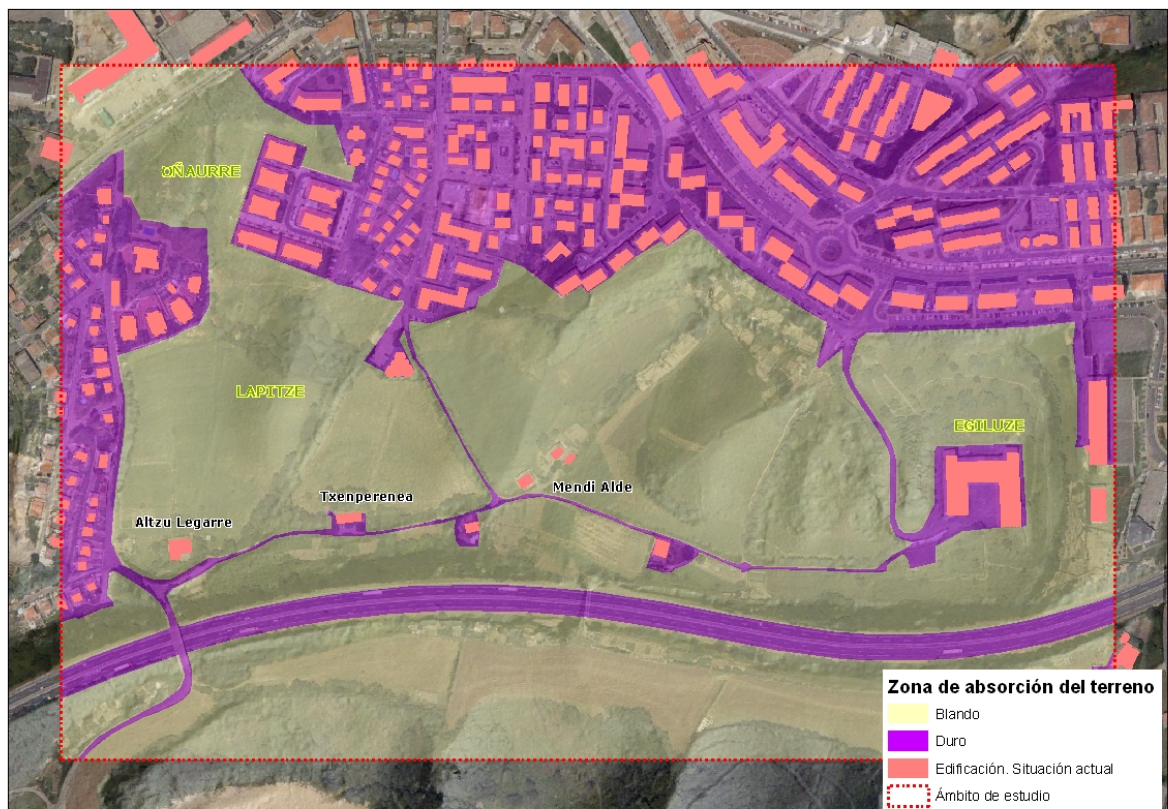 OÑAURRE
LAPITZE
EGILUZE
Txenperenea
Mendi Alde
Altzu Legarre
Zona de absorción del terreno
Blando
Duro
Edificación. Situación actual
Ámbito de estudio